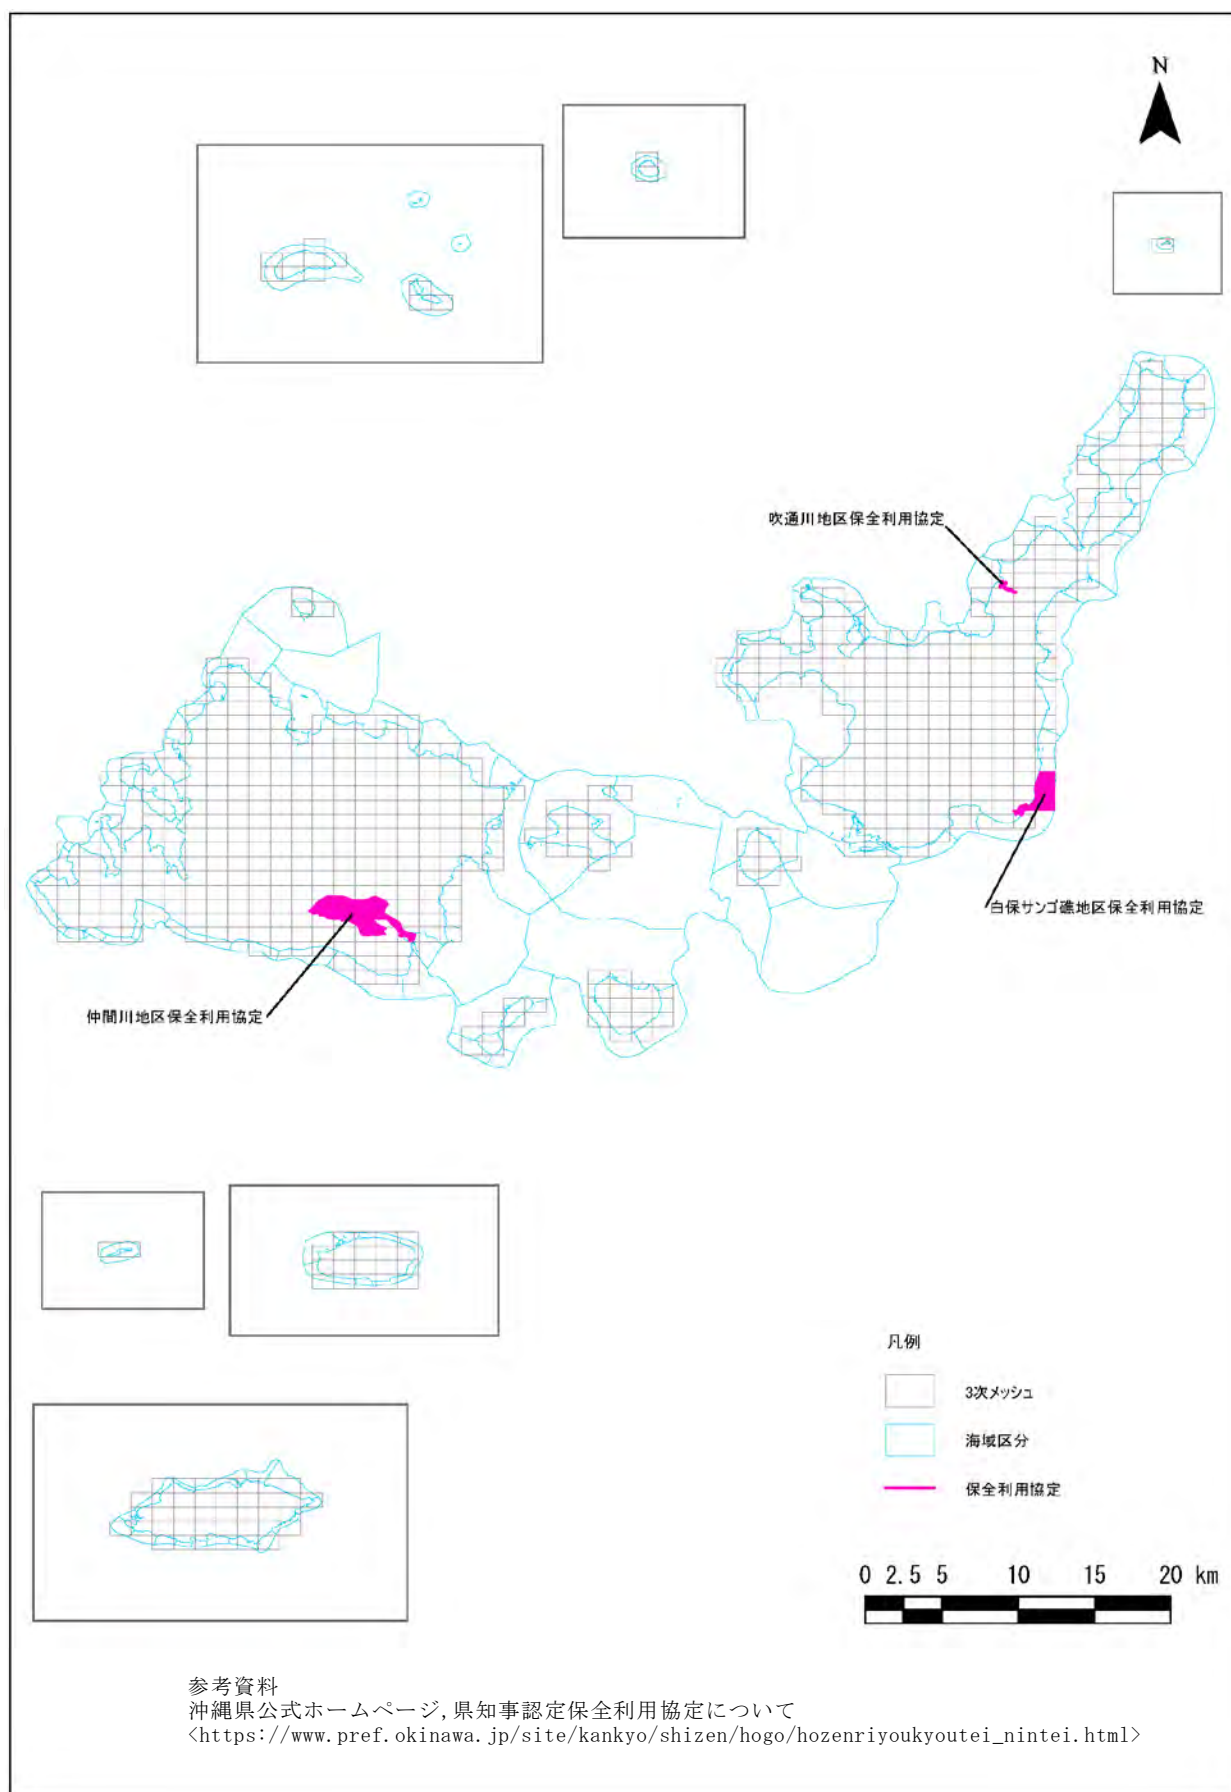 N
吹通川地区保全利用協定
白保サンゴ礁地区保全利用協定
仲間川地区保全利用協定
凡例
3次メッシュ
海域区分
保全利用協定
0 2.5 5 10 15 20 km
参考資料
沖縄県公式ホームページ,県知事認定保全利用協定について
<https://www.pref.okinawa.jp/site/kankyo/shizen/hogo/hozenriyoukyoutei_nintei.html>